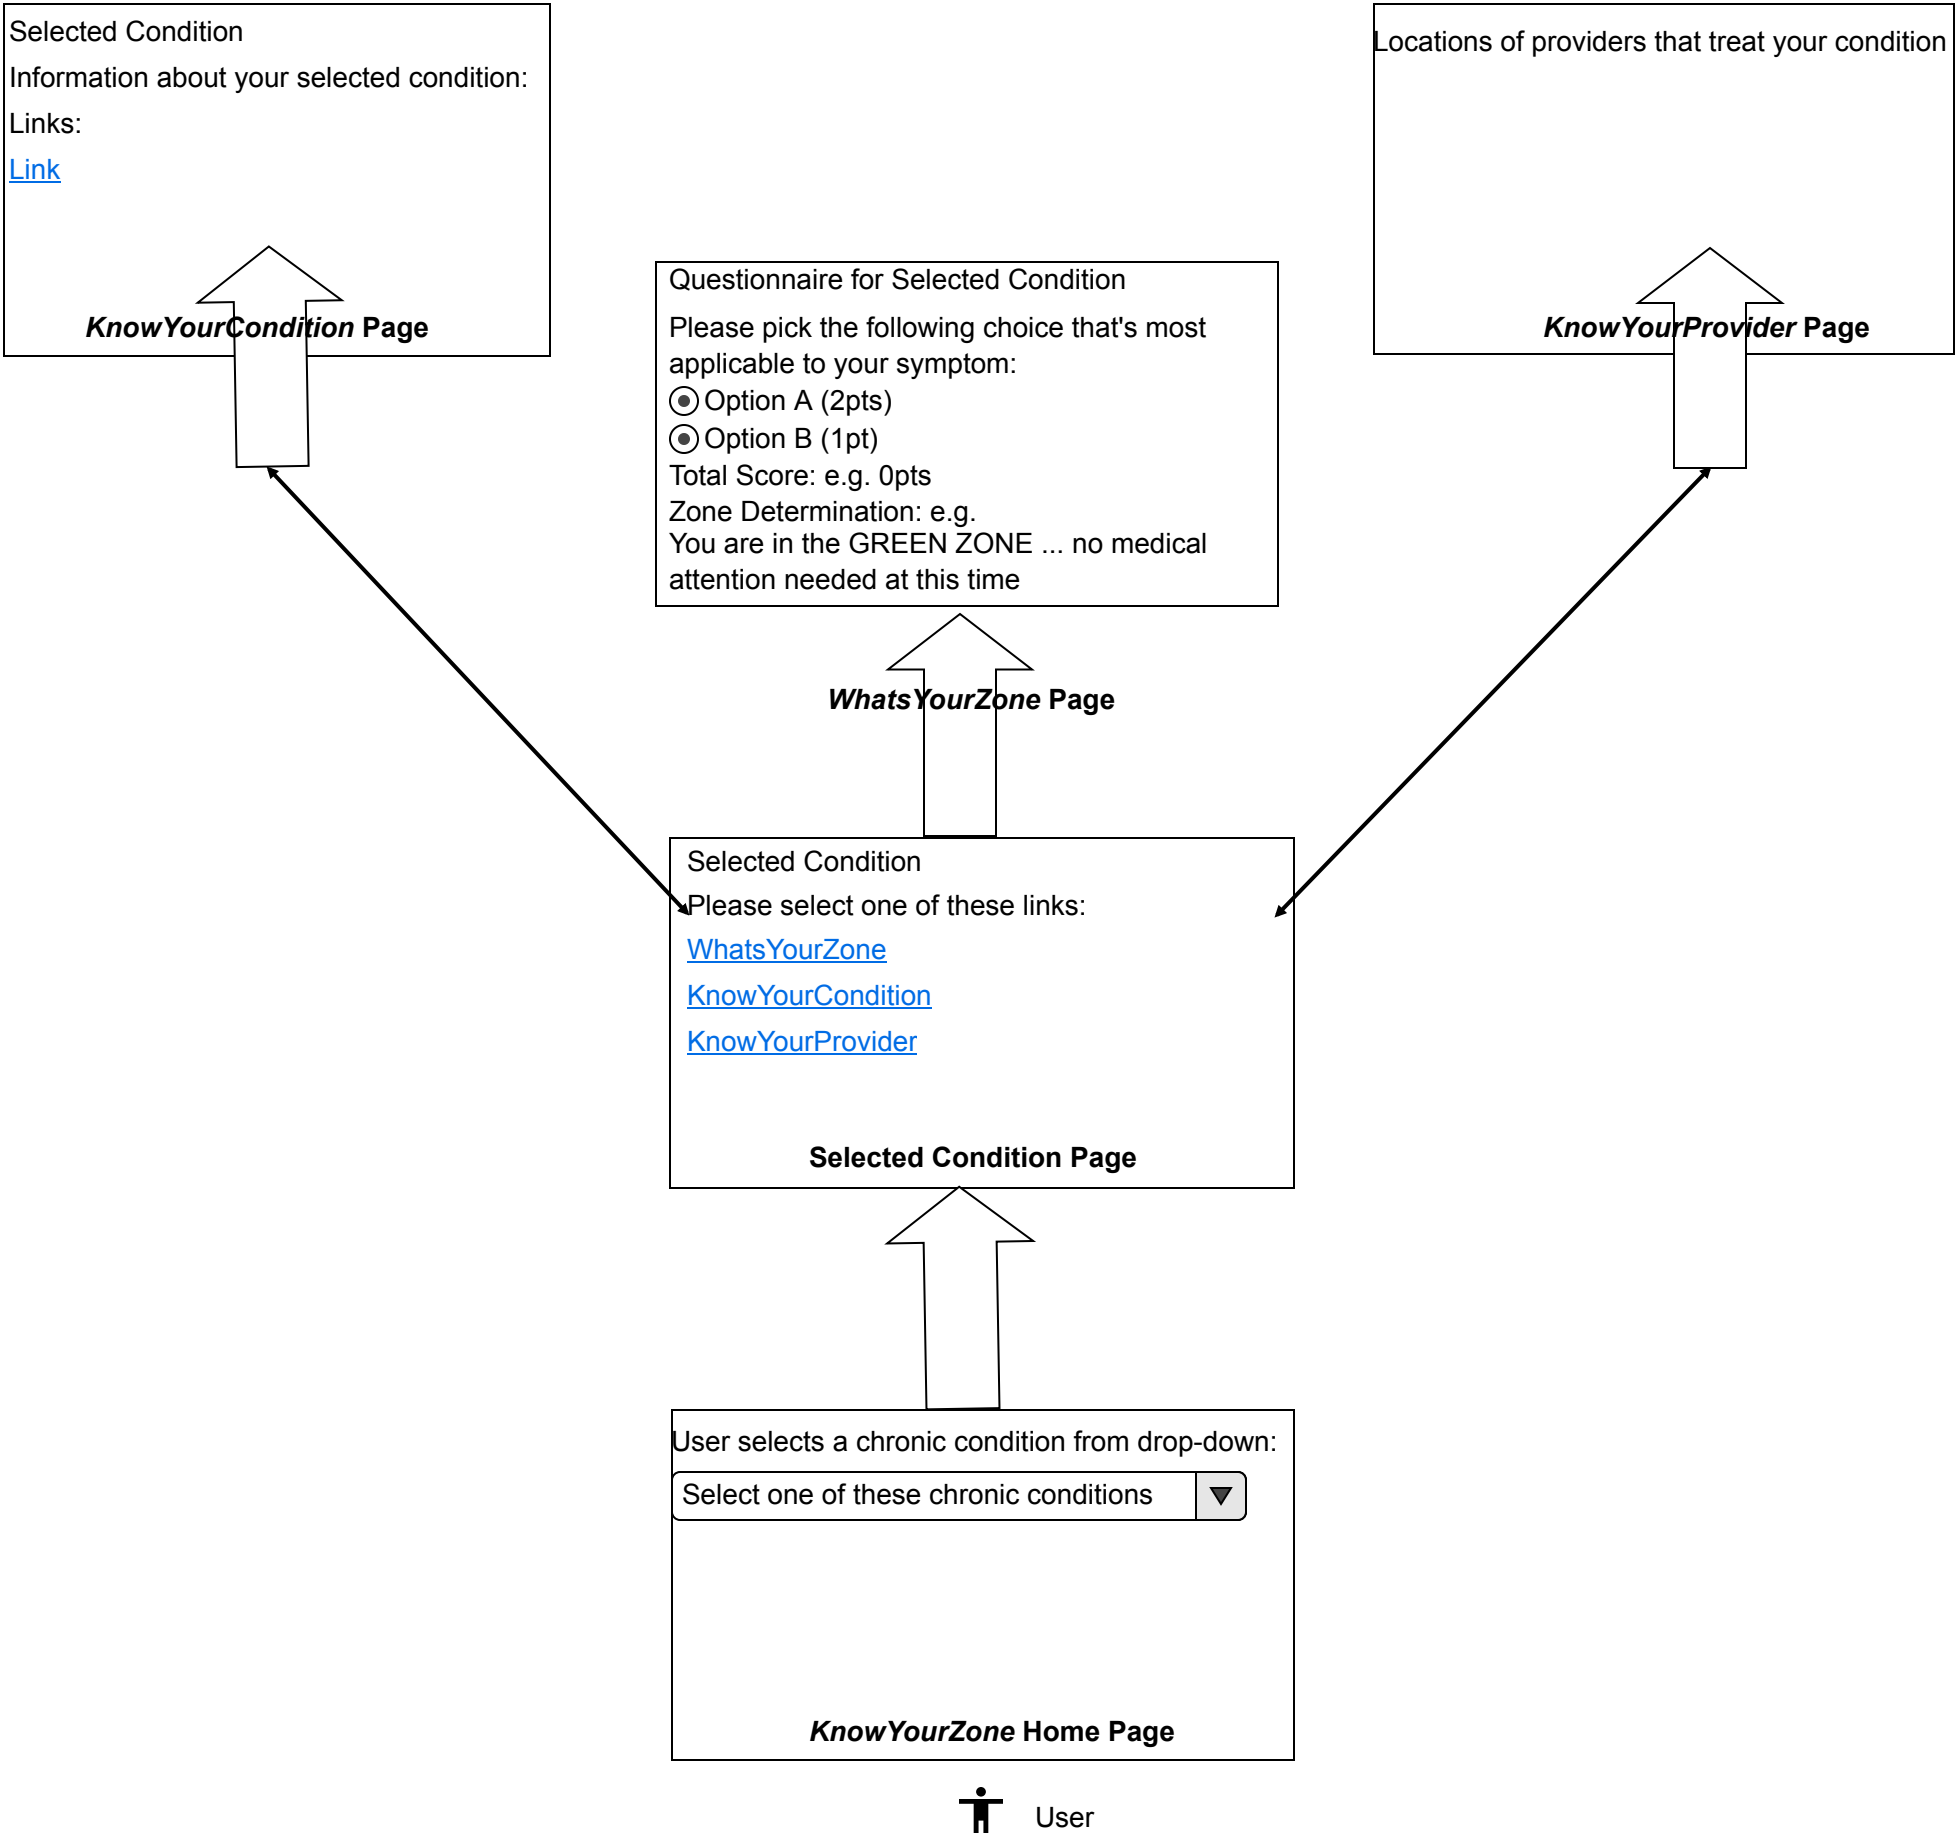 Selected Condition
Information about your selected condition:
Links:
Link
KnowYourCondition Page
Locations of providers that treat your condition
KnowYourProvider Page
Questionnaire for Selected Condition
Please pick the following choice that's most
applicable to your symptom:
Option A (2pts)
Option B (1pt)
Total Score: e.g. 0pts
Zone Determination: e.g.
You are in the GREEN ZONE ... no medical
attention needed at this time
WhatsYourZone Page
Selected Condition
Please select one of these links:
WhatsYourZone
KnowYourCondition
KnowYourProvider
Selected Condition Page
User selects a chronic condition from drop-down:
Select one of these chronic conditions
KnowYourZone Home Page
User